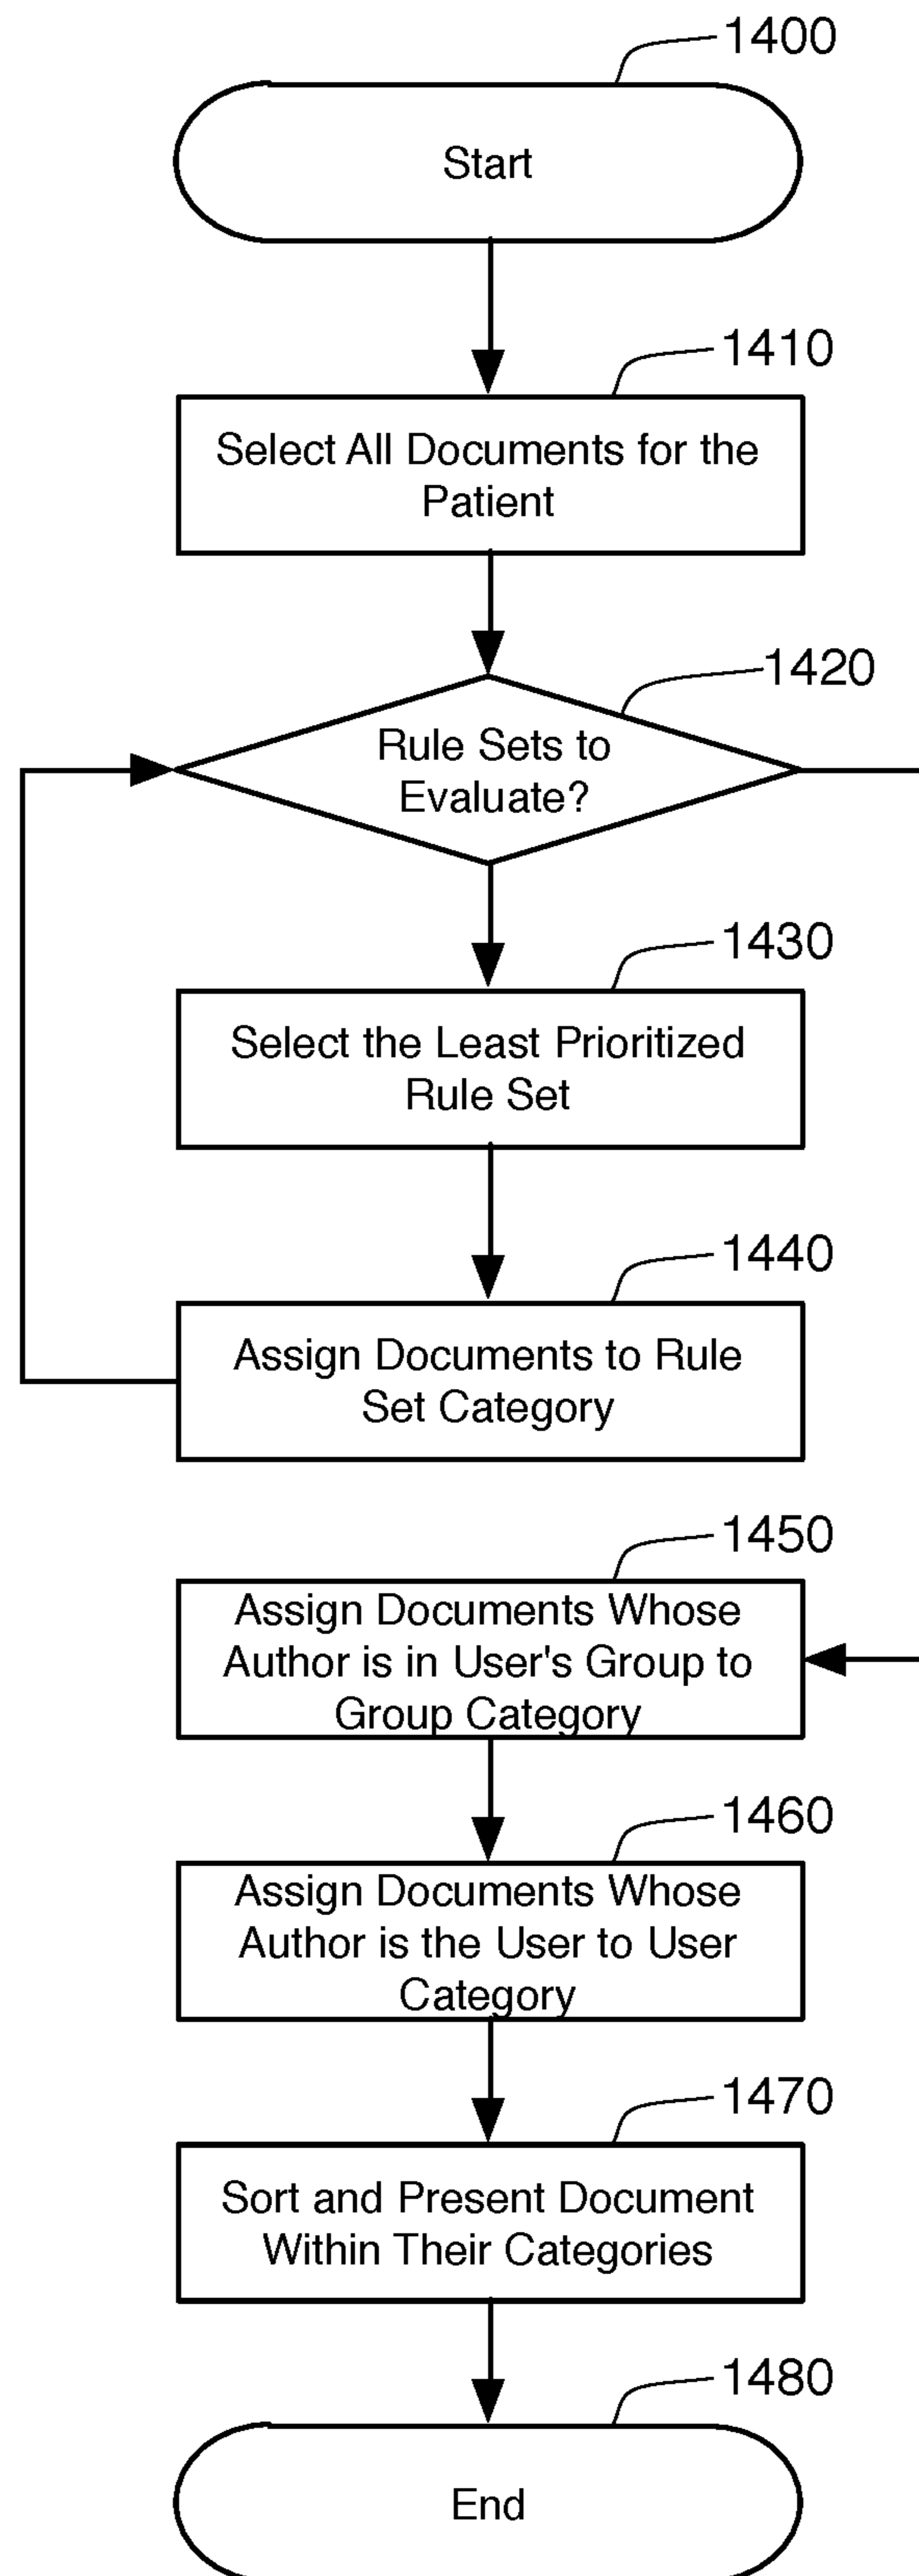 1400
Start
1410
Select All Documents for the
Patient
1420
Rule Sets to
Evaluate?
1430
Select the Least Prioritized
Rule Set
1440
Assign Documents to Rule
Set Category
1450
Assign Documents Whose
Author is in User's Group to
Group Category
1460
Assign Documents Whose
Author is the User to User
Category
1470
Sort and Present Document
Within Their Categories
1480
End